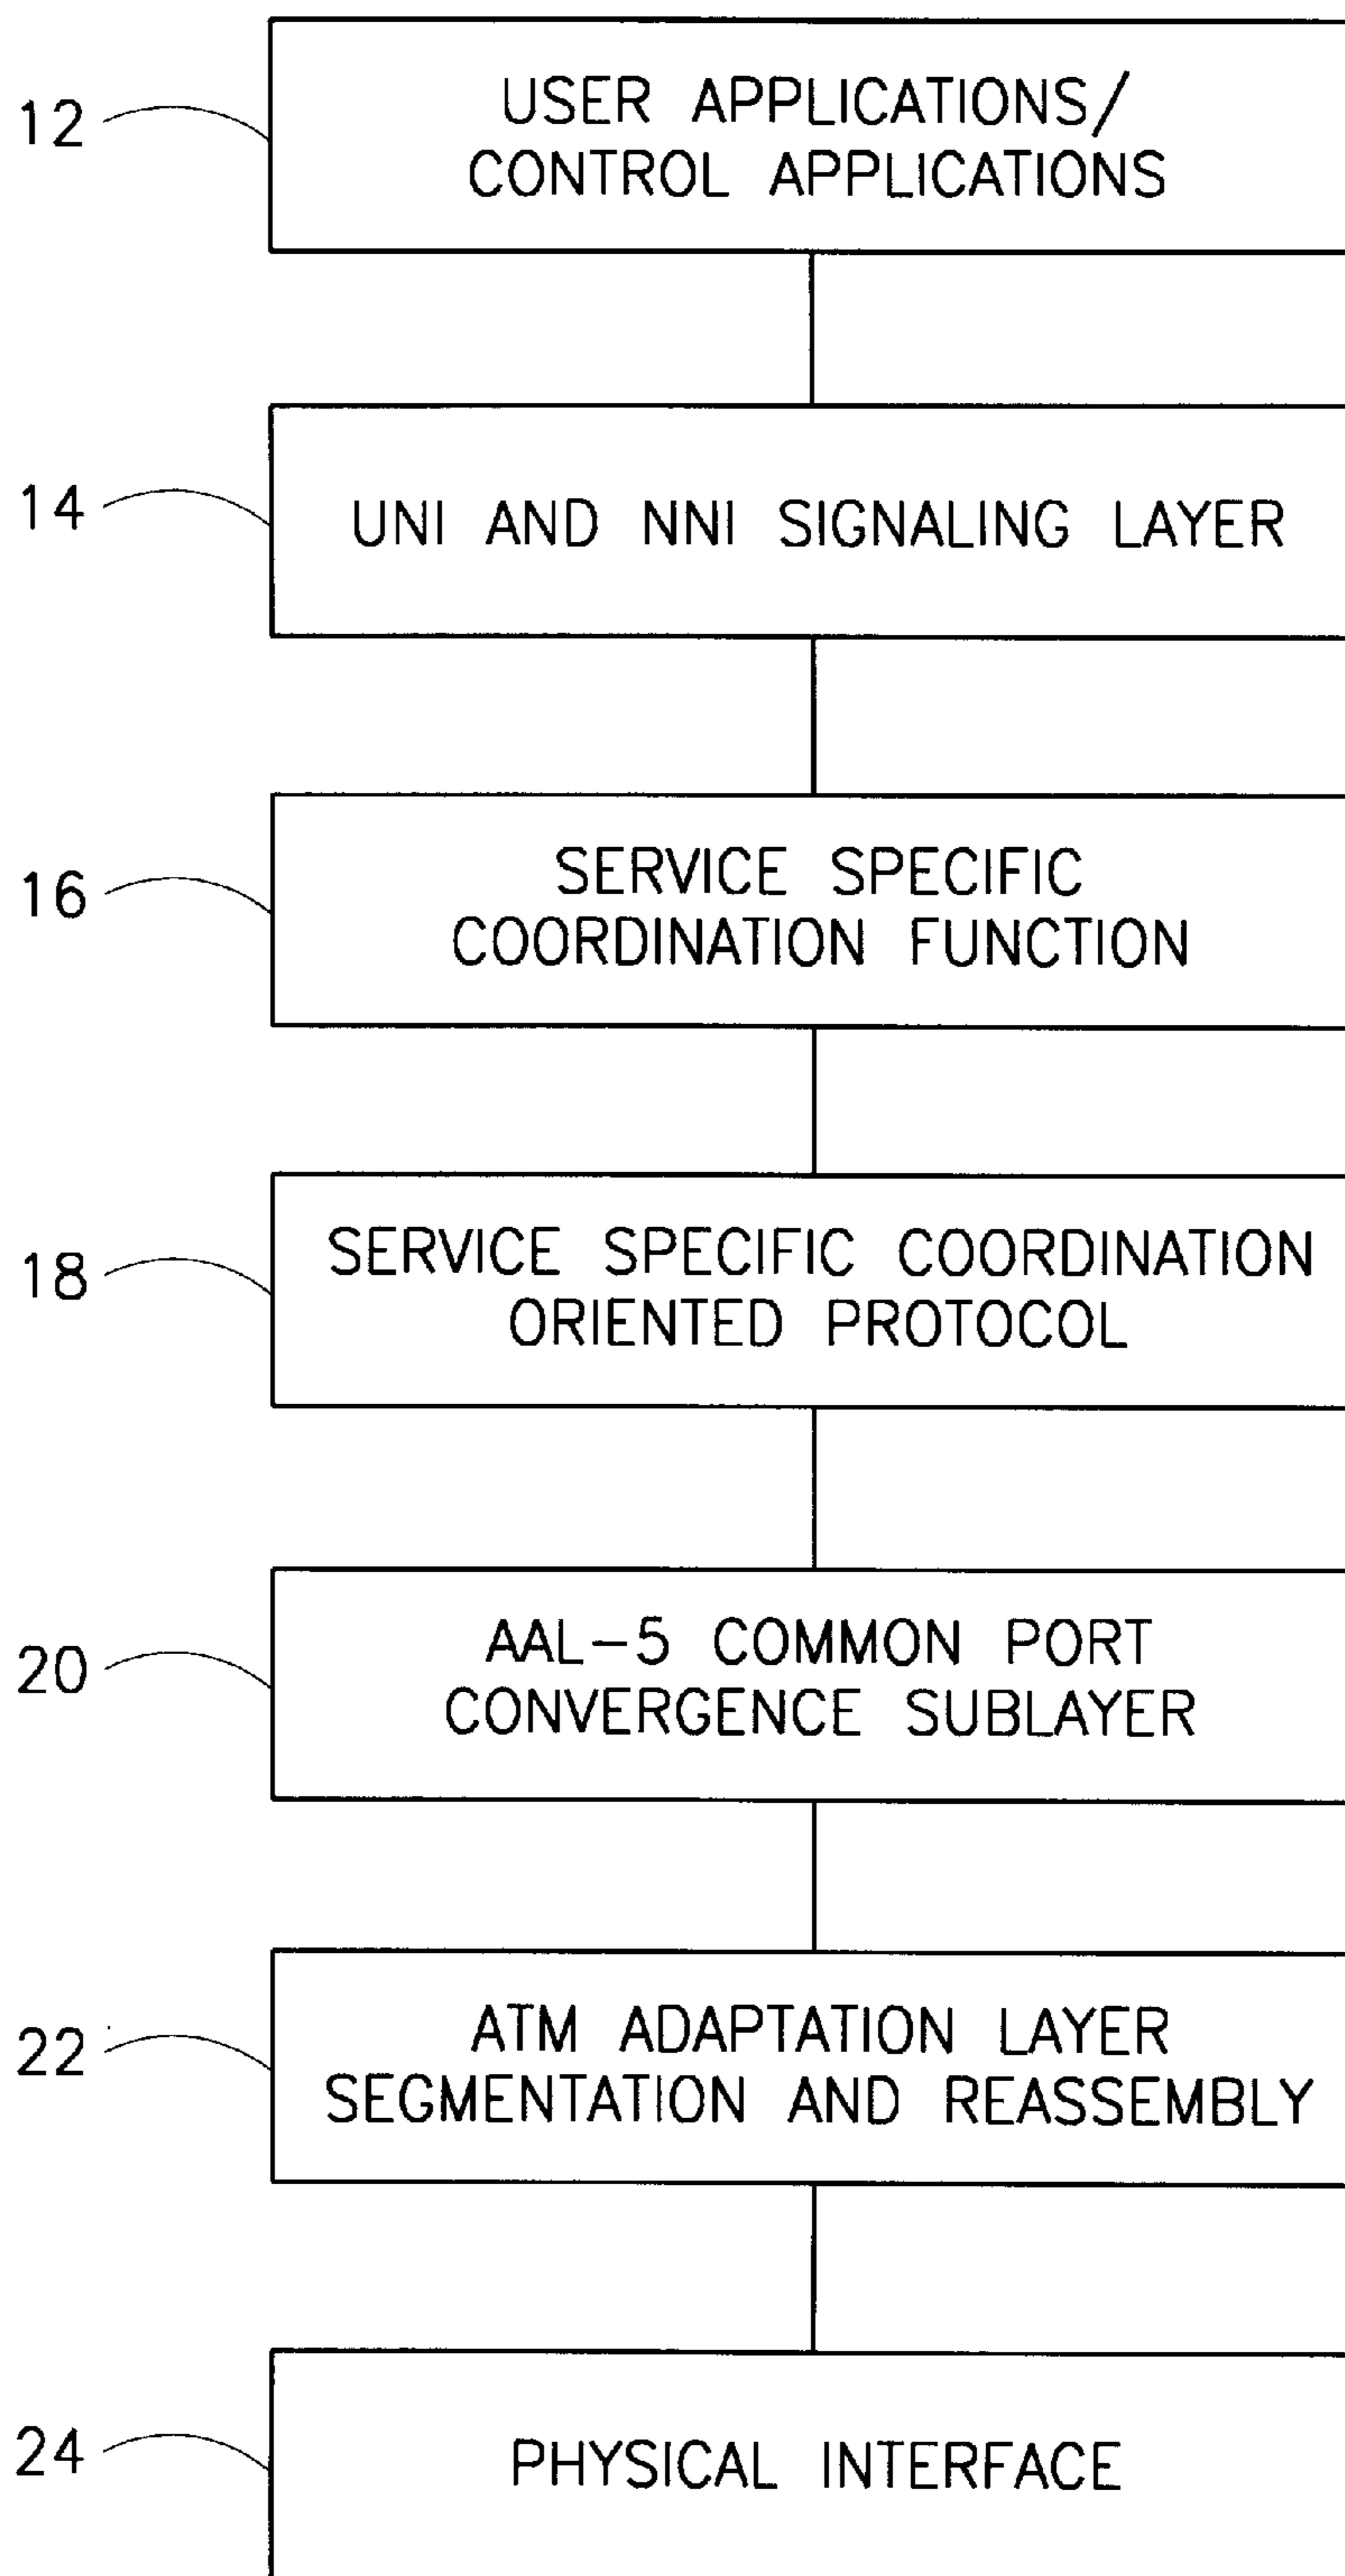 12
USER APPLICATIONS/
CONTROL APPLICATIONS
14
UNI AND NNI SIGNALING LAYER
16
SERVICE SPECIFIC
COORDINATION FUNCTION
18
SERVICE SPECIFIC COORDINATION
ORIENTED PROTOCOL
20
AAL-5 COMMON PORT
CONVERGENCE SUBLAYER
22
ATM ADAPTATION LAYER
SEGMENTATION AND REASSEMBLY
24
PHYSICAL INTERFACE